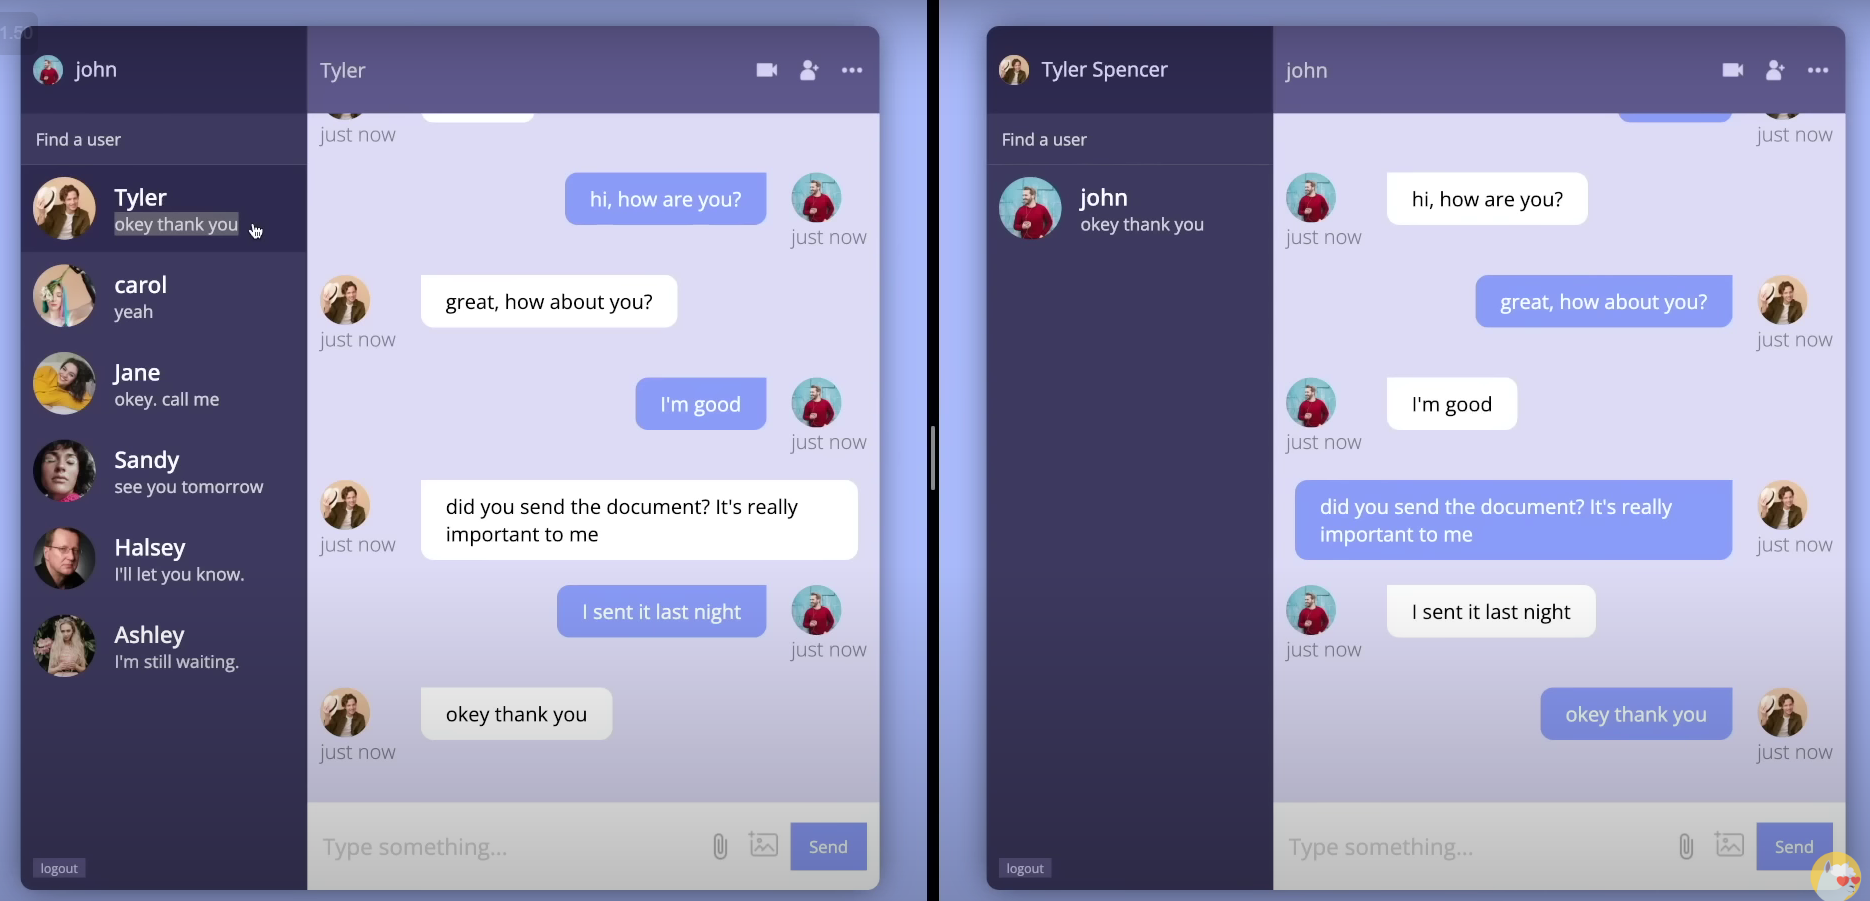 1.50
john
Find a user
Tyler
okey thank you
carol
yeah
Jane
okey. call me
Sandy
see you tomorrow
Halsey
I'll let you know.
Ashley
I'm still waiting.
logout
Tyler
just now
hi, how are you?
just now
great, how about you?
just now
I'm good
just now
did you send the document? It's really
important to me
just now
I sent it last night
just now
okey thank you
just now
Type something...
Send
Tyler Spencer
Find a user
john
okey thank you
logout
john
just now
hi, how are you?
just now
great, how about you?
just now
I'm good
just now
did you send the document? It's really
important to me
just now
I sent it last night
just now
okey thank you
just now
Type something...
Send